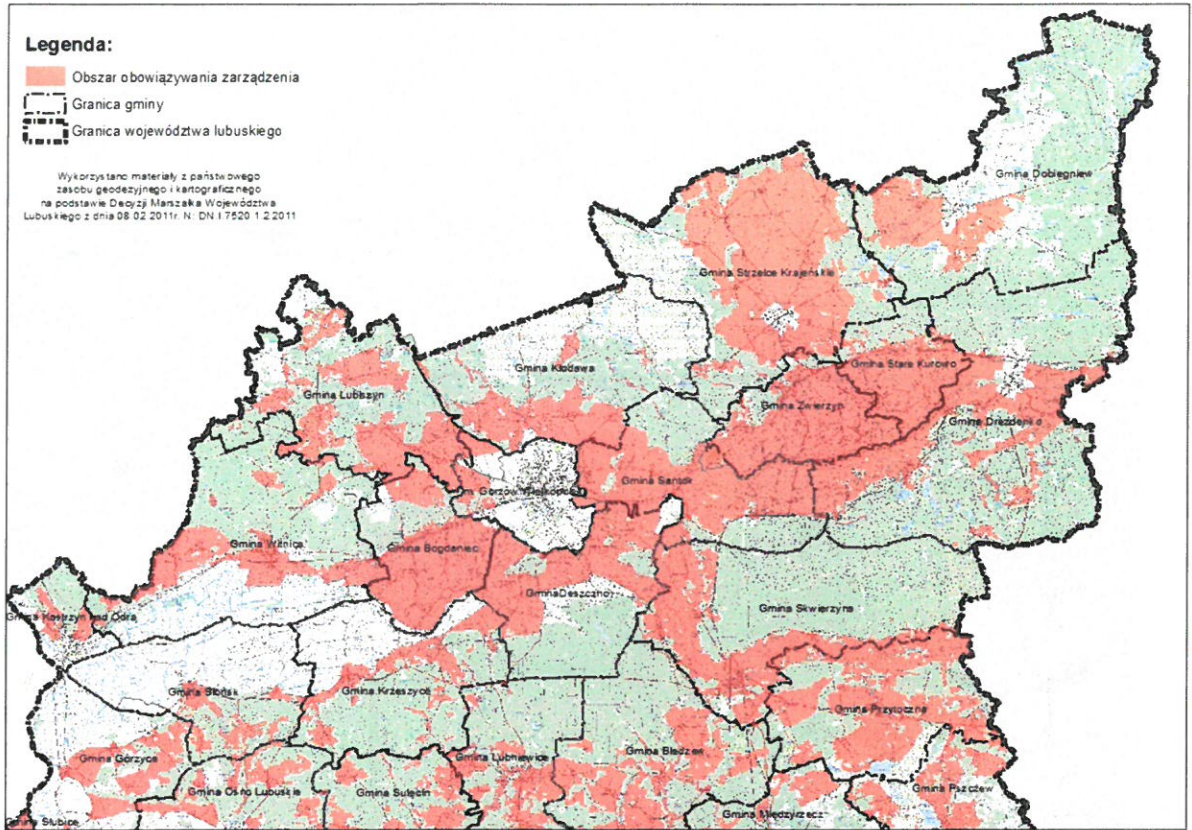 Legenda:
Obszar obowiązywania zarządzenia
Granica gminy
Granica województwa lubuskiego
Wykorzystano materiały z państwowego
zasobu geodezyjnego i kartograficznego
na podstawie Decyzji Marszałka Województwa
Lubuskiego z dnia 08.02.2011r. N: DN.I.7520.1.2.2011
Gmina Dobiegniew
Gmina Strzelce Krajeńskie
Gmina Stare Kurowo
Gmina Kłodawa
Gmina Lubiszyn
Gmina Zwierzyn
Gmina Drezdenko
Gmina Santok
m. Gorzów Wielkopolski
Gmina Witnica
Gmina Bogdaniec
Gmina Deszczno
Gmina Skwierzyna
Gmina Kostrzyn nad Odrą
Gmina Słońsk
Gmina Krzeszyce
Gmina Przytoczna
Gmina Górzyca
Gmina Lubniewice
Gmina Bledzew
Gmina Ośno Lubuskie
Gmina Sulęcin
Gmina Pszczew
Gmina Słubice
Gmina Międzyrzecz